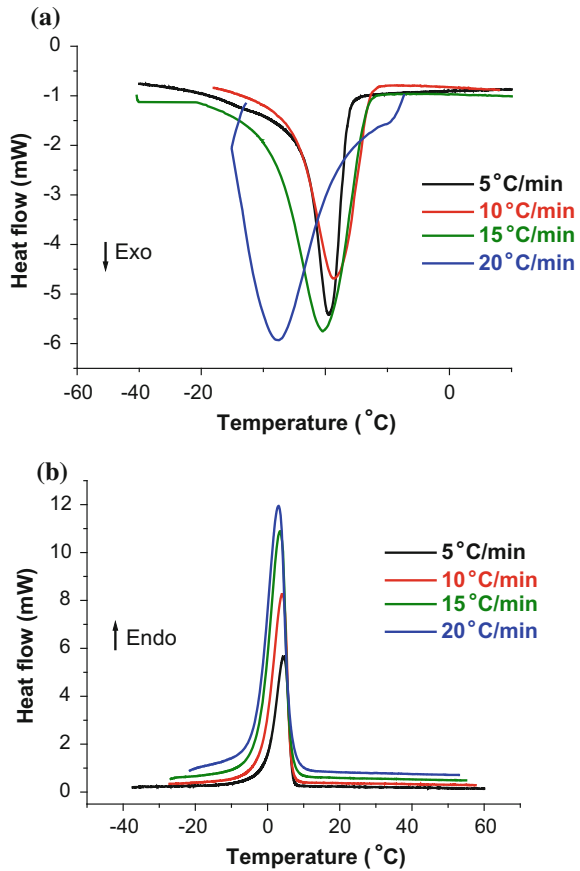 (a)
0
-1
-2
-3
-4
-5
-6
Heat flow (mW)
Exo
5°C/min
10°C/min
15°C/min
20°C/min
-60 -40 -20 -20 0
Temperature (°C)
(b)
12
10
8
6
4
2
0
Heat flow (mW)
Endo
5°C/min
10°C/min
15°C/min
20°C/min
-40 -20 0 20 40 60
Temperature (°C)